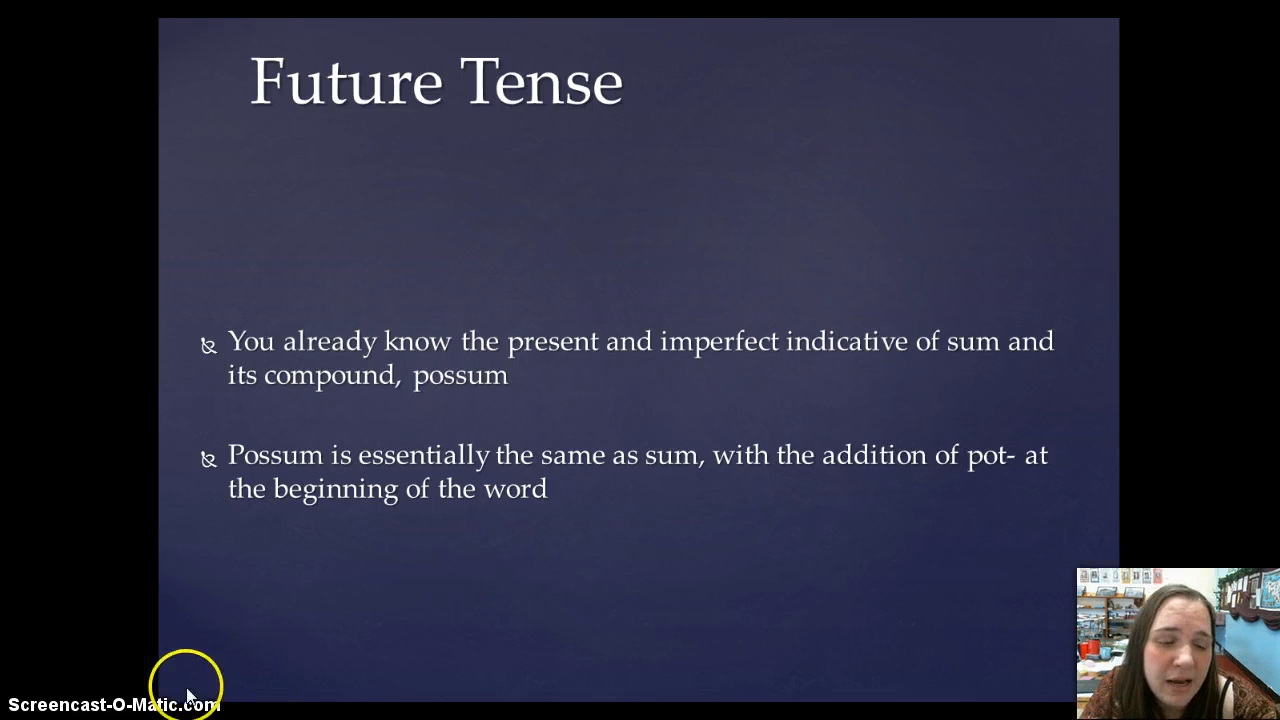 Future Tense
You already know the present and imperfect indicative of sum and
its compound, possum
Possum is essentially the same as sum, with the addition of pot- at
the beginning of the word
Screencast-O-Matic.com